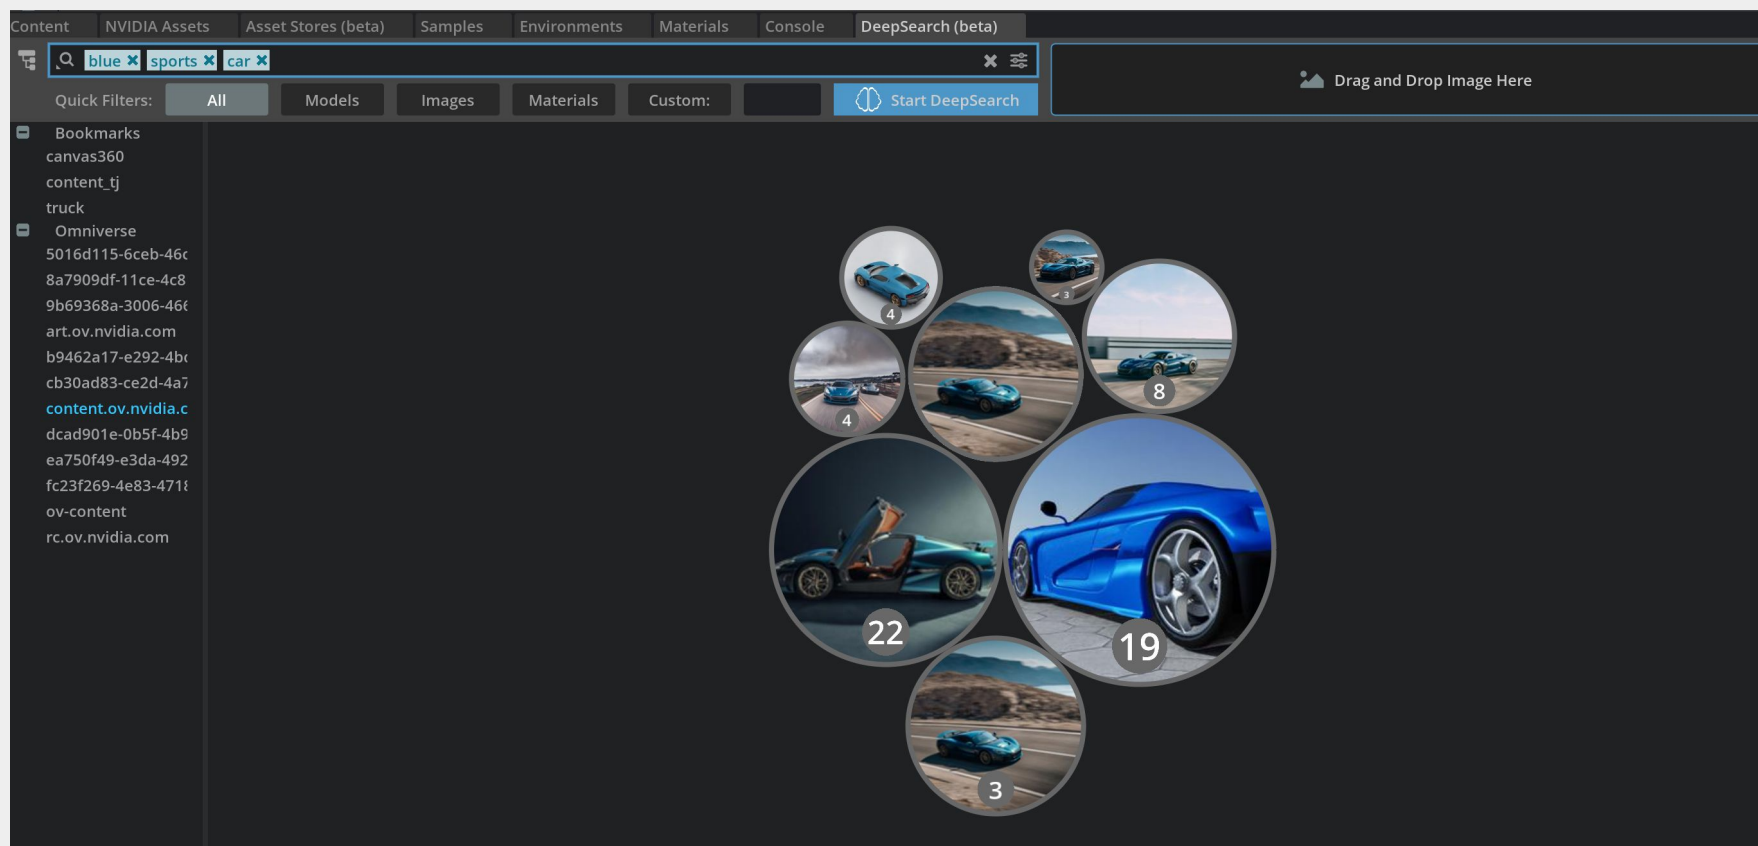 Content NVIDIA Assets Asset Stores (beta) Samples Environments Materials Console DeepSearch (beta)
blue sports car
Drag and Drop Image Here
Quick Filters: All Models Images Materials Custom: Start DeepSearch
Bookmarks
canvas360
content_tj
truck
Omniverse
5016d115-6ceb-46c
8a7909df-11ce-4c8
9b69368a-3006-466
art.ov.nvidia.com
b9462a17-e292-4bc
cb30ad83-ce2d-4a7
content.ov.nvidia.c
dcad901e-0b5f-4b9
ea750f49-e3da-492
fc23f269-4e83-4718
ov-content
rc.ov.nvidia.com
3
4
8
4
22
19
3